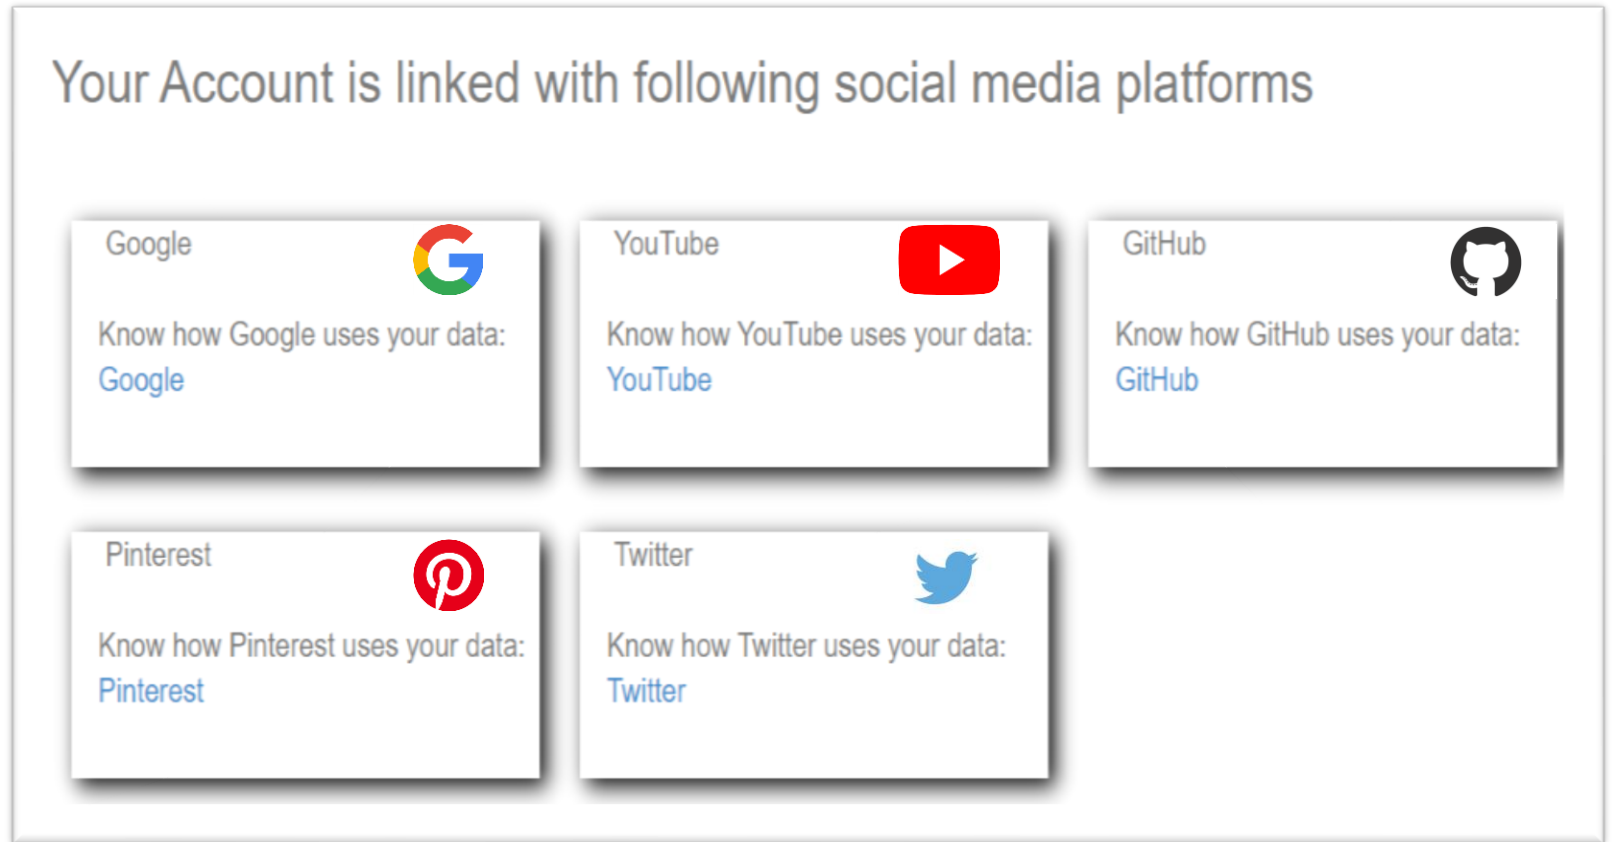 Your Account is linked with following social media platforms
Google
Know how Google uses your data:
Google
YouTube
Know how YouTube uses your data:
YouTube
GitHub
Know how GitHub uses your data:
GitHub
Pinterest
Know how Pinterest uses your data:
Pinterest
Twitter
Know how Twitter uses your data:
Twitter